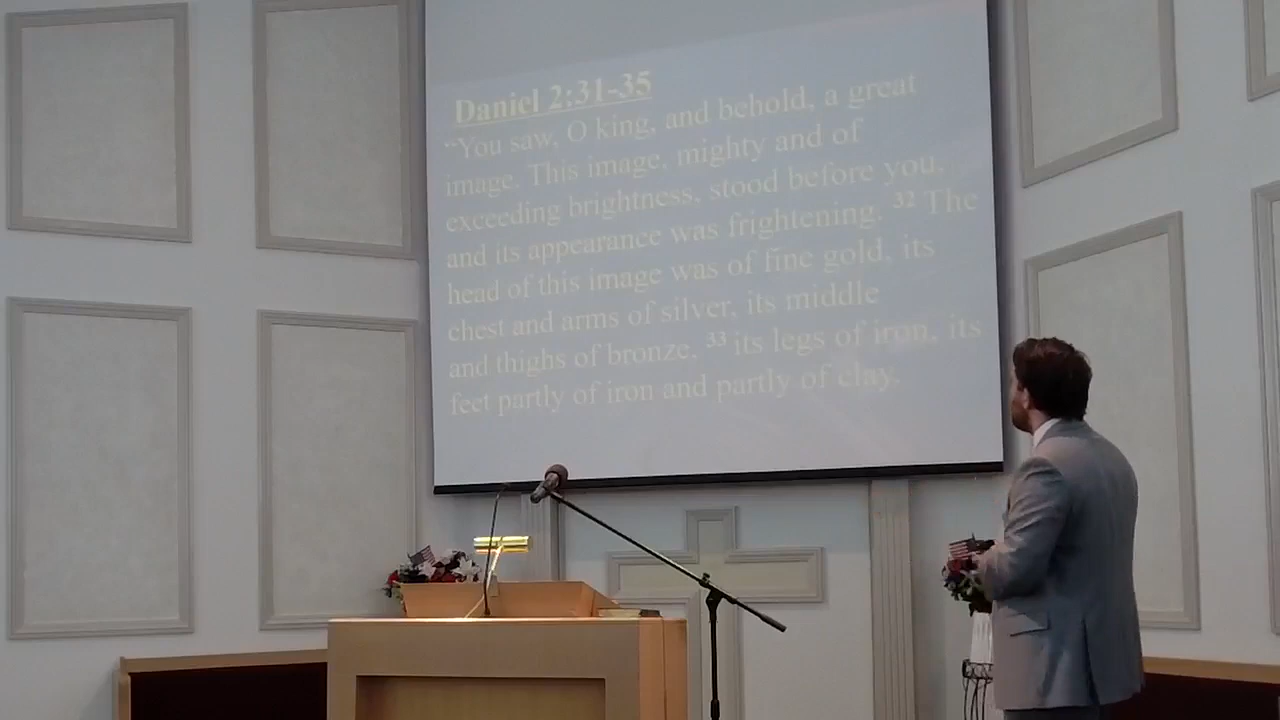 Daniel 2:31-35
“You saw, O king, and behold, a great
image. This image, mighty and of
exceeding brightness, stood before you,
and its appearance was frightening. 32 The
head of this image was of fine gold, its
chest and arms of silver, its middle
and thighs of bronze, 33 its legs of iron, its
feet partly of iron and partly of clay.